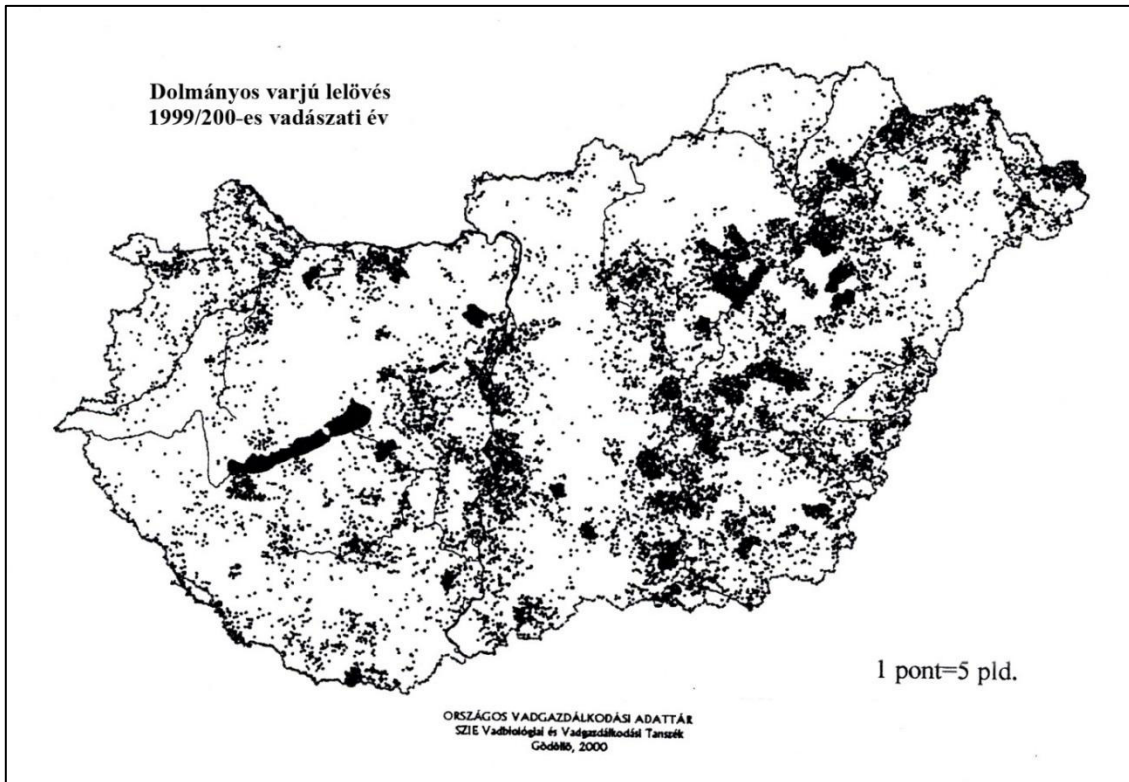 Dolmányos varjú lelövés
1999/200-es vadászati év
1 pont=5 pld.
ORSZÁGOS VADGAZDÁLKODÁSI ADATTÁR
SZIE Vadbiológiai és Vadgazdálkodási Tanszék
Gödöllő, 2000